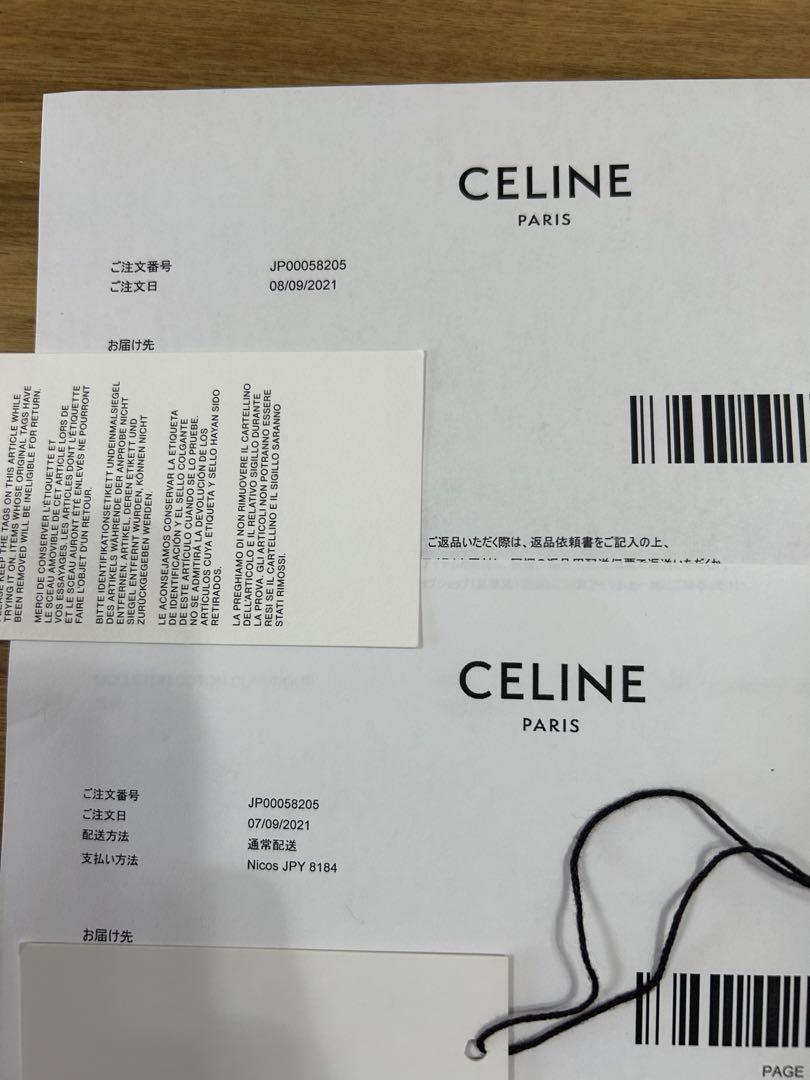 CELINE
PARIS
ご注文番号 JP00058205
ご注文日 08/09/2021
お届け先
THE TAGS ON THIS ARTICLE WHILE
TRYING IT ON. ITEMS WHOSE ORIGINAL TAGS HAVE
BEEN REMOVED WILL BE INELIGIBLE FOR RETURN.
MERCI DE CONSERVER L'ÉTIQUETTE ET
LE SCEAU AMOVIBLE DE CET ARTICLE LORS DE
VOS ESSAYAGES. LES ARTICLES DONT L'ÉTIQUETTE
ET LE SCEAU AURONT ÉTÉ ENLEVÉS NE POURRONT
FAIRE L'OBJET D'UN RETOUR.
BITTE IDENTIFIKATIONSETIKETT UNDEINMALSIEGEL
DES ARTIKELS WÄHRENDE DER ANPROBE NICHT
ENTFERNEN. ARTIKEL, DEREN ETIKETT UND
SIEGEL ENTFERNT WURDEN, KÖNNEN NICHT
ZURÜCKGEGEBEN WERDEN.
LE ACONSEJAMOS CONSERVAR LA ETIQUETA
DE IDENTIFICACIÓN Y EL SELLO COLGANTE
DE ESTE ARTÍCULO CUANDO SE LO PRUEBE.
NO SE ADMITIRÁ LA DEVOLUCIÓN DE LOS
ARTÍCULOS CUYA ETIQUETA Y SELLO HAYAN SIDO
RETIRADOS.
LA PREGHIAMO DI NON RIMUOVERE IL CARTELLINO
DELL'ARTICOLO E IL RELATIVO SIGILLO DURANTE
LA PROVA. GLI ARTICOLI NON POTRANNO ESSERE
RESI SE IL CARTELLINO E IL SIGILLO SARANNO
STATI RIMOSSI.
ご返品いただく際は、返品依頼書をご記入の上、
CELINE
PARIS
ご注文番号 JP00058205
ご注文日 07/09/2021
配送方法 通常配送
支払い方法 Nicos JPY 8184
お届け先
PAGE